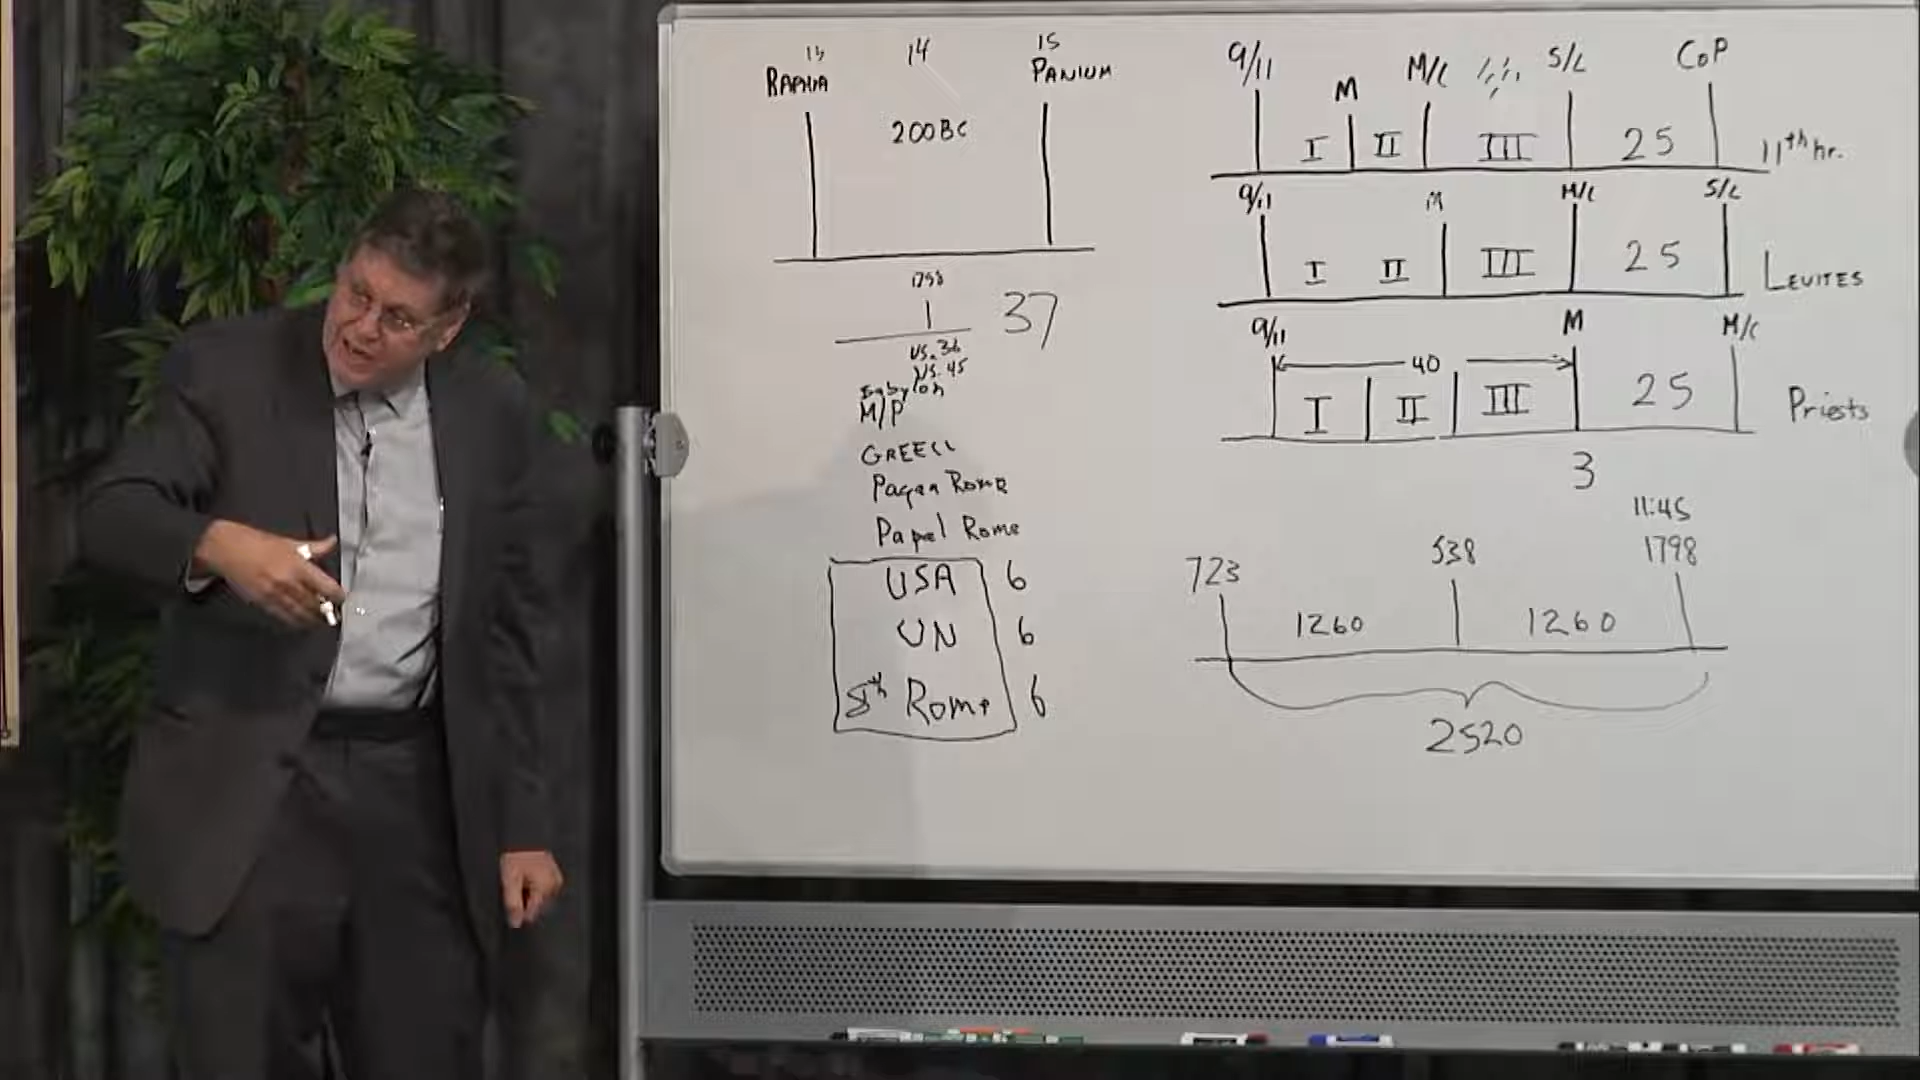 13 14 15
RAPHIA PANIUM
200BC
1798
37
VS. 36
VS. 45
Babylon
M/P
GREECE
Pagan Rome
Papal Rome
USA 6
UN 6
8th Rome 6
9/11 M M/C S/L CoP
I II III 25 11th hr.
9/11 M M/C S/L
I II III 25 LEVITES
9/11 M M/C
40
I II III 25 Priests
3
11:45
723 538 1798
1260 1260
2520